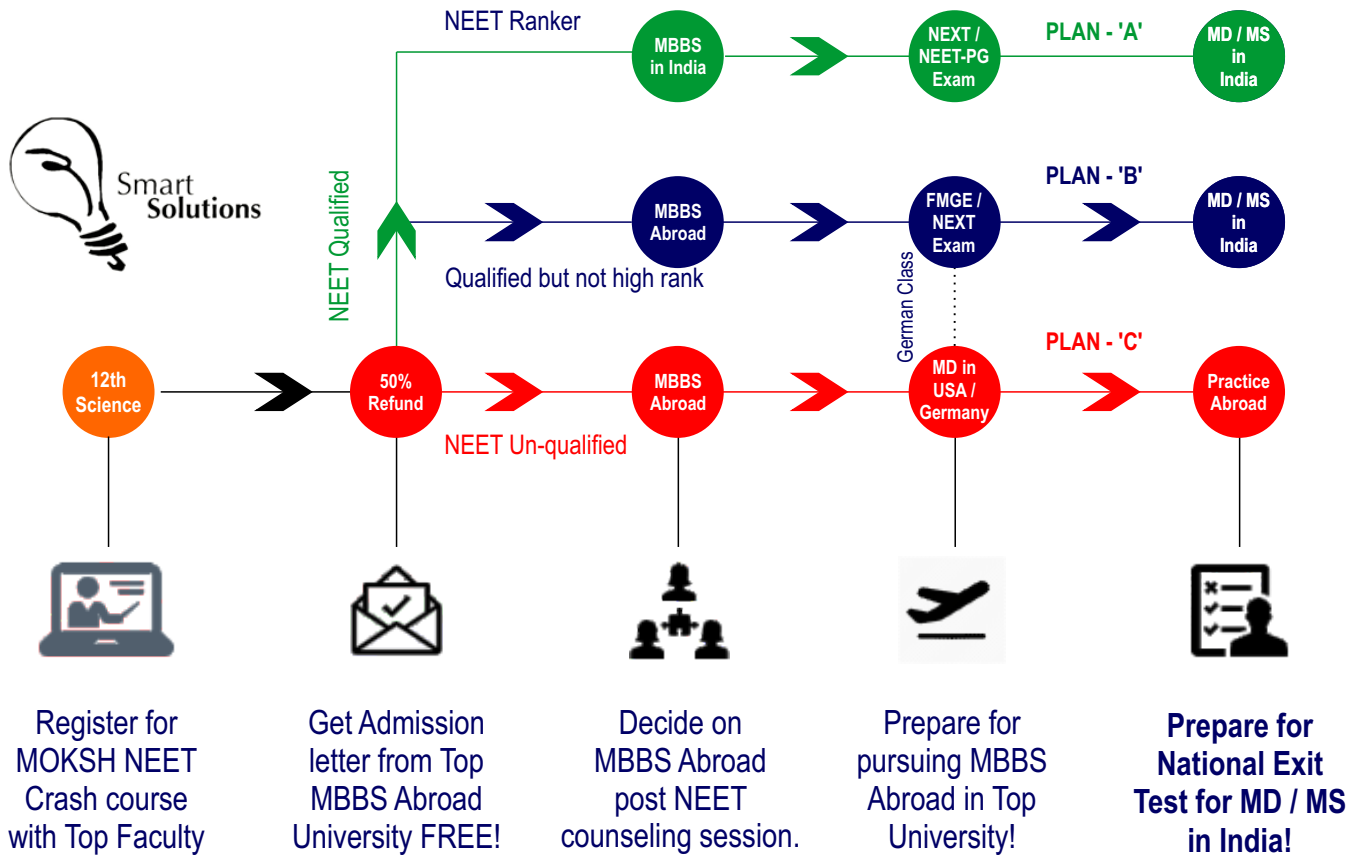 NEET Ranker
MBBS
in India
NEXT /
NEET-PG
Exam
PLAN - 'A'
MD / MS
in
India
Smart
Solutions
NEET Qualified
MBBS
Abroad
FMGE /
NEXT
Exam
PLAN - 'B'
MD / MS
in
India
Qualified but not high rank
German Class
12th
Science
50%
Refund
MBBS
Abroad
MD in
USA /
Germany
PLAN - 'C'
Practice
Abroad
NEET Un-qualified
Register for
MOKSH NEET
Crash course
with Top Faculty
Get Admission
letter from Top
MBBS Abroad
University FREE!
Decide on
MBBS Abroad
post NEET
counseling session.
Prepare for
pursuing MBBS
Abroad in Top
University!
Prepare for
National Exit
Test for MD / MS
in India!